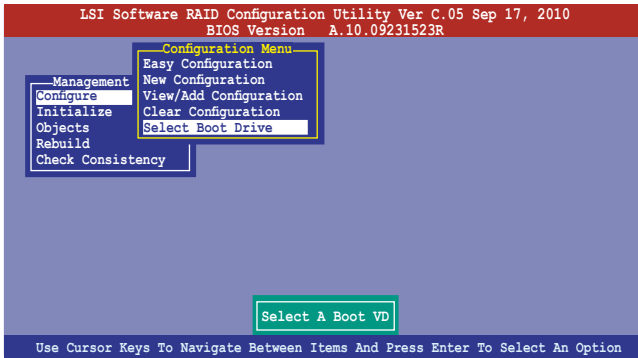 LSI Software RAID Configuration Utility Ver C.05 Sep 17, 2010
BIOS Version A.10.09231523R
Configuration Menu
Easy Configuration
New Configuration
View/Add Configuration
Clear Configuration
Select Boot Drive
Management
Configure
Initialize
Objects
Rebuild
Check Consistency
Select A Boot VD
Use Cursor Keys To Navigate Between Items And Press Enter To Select An Option